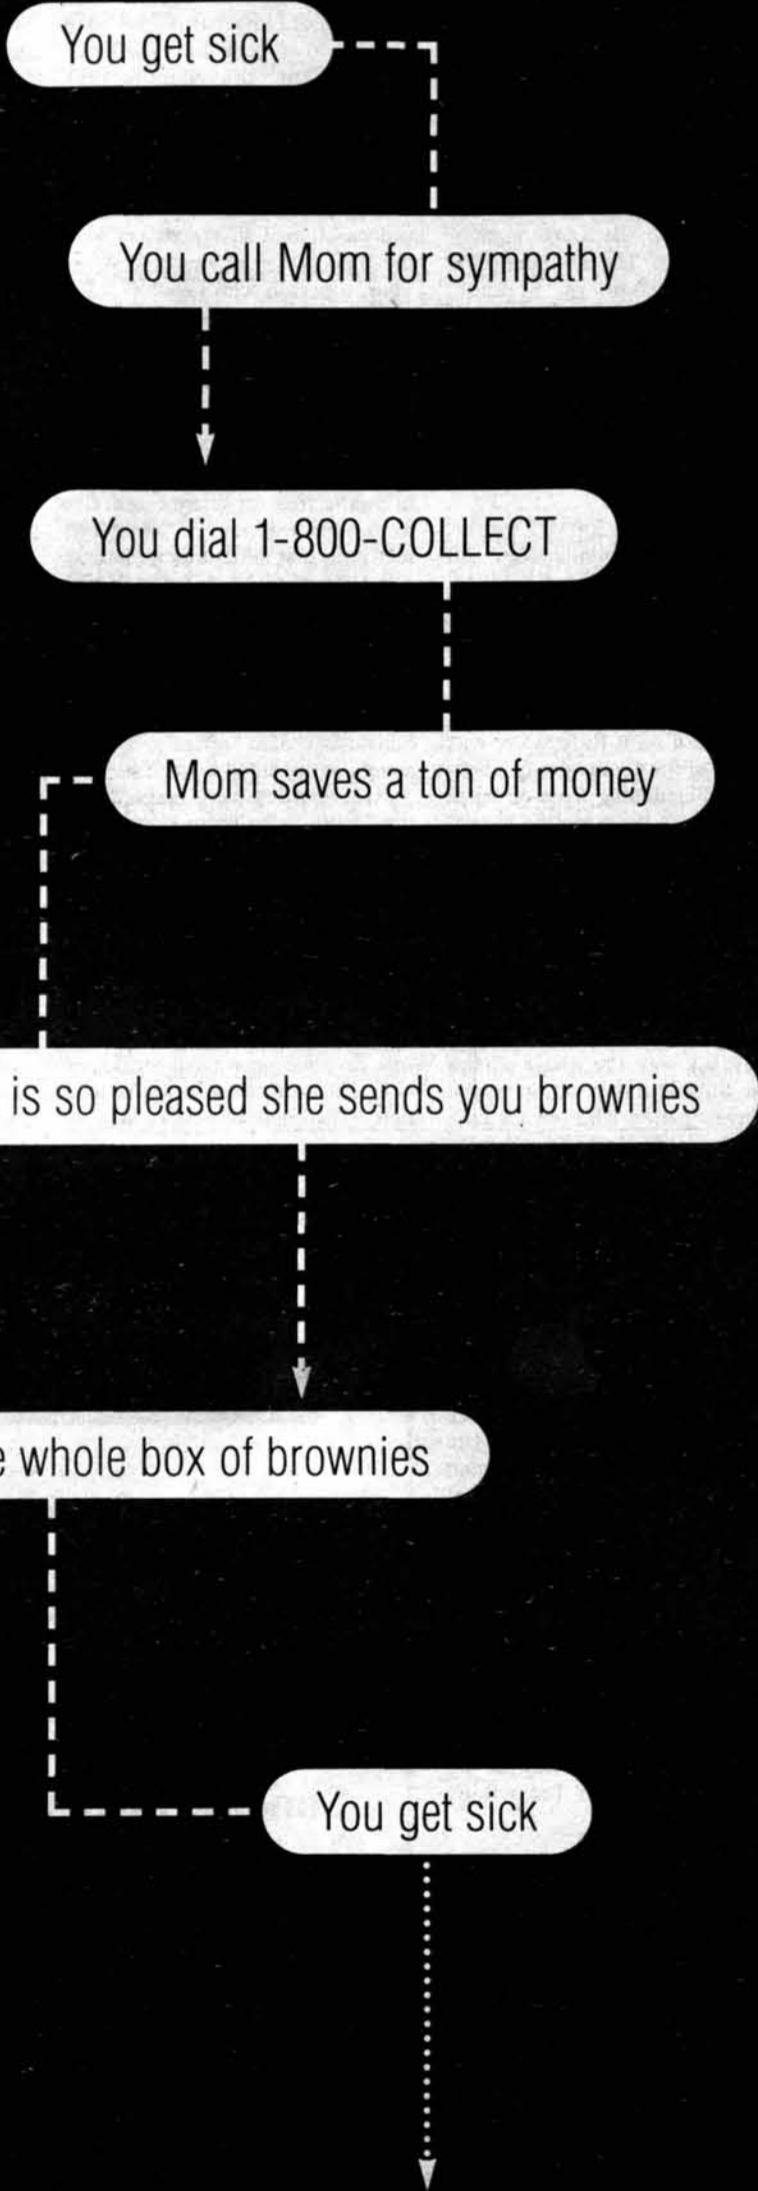 You get sick
You call Mom for sympathy
You dial 1-800-COLLECT
Mom saves a ton of money
is so pleased she sends you brownies
whole box of brownies
You get sick